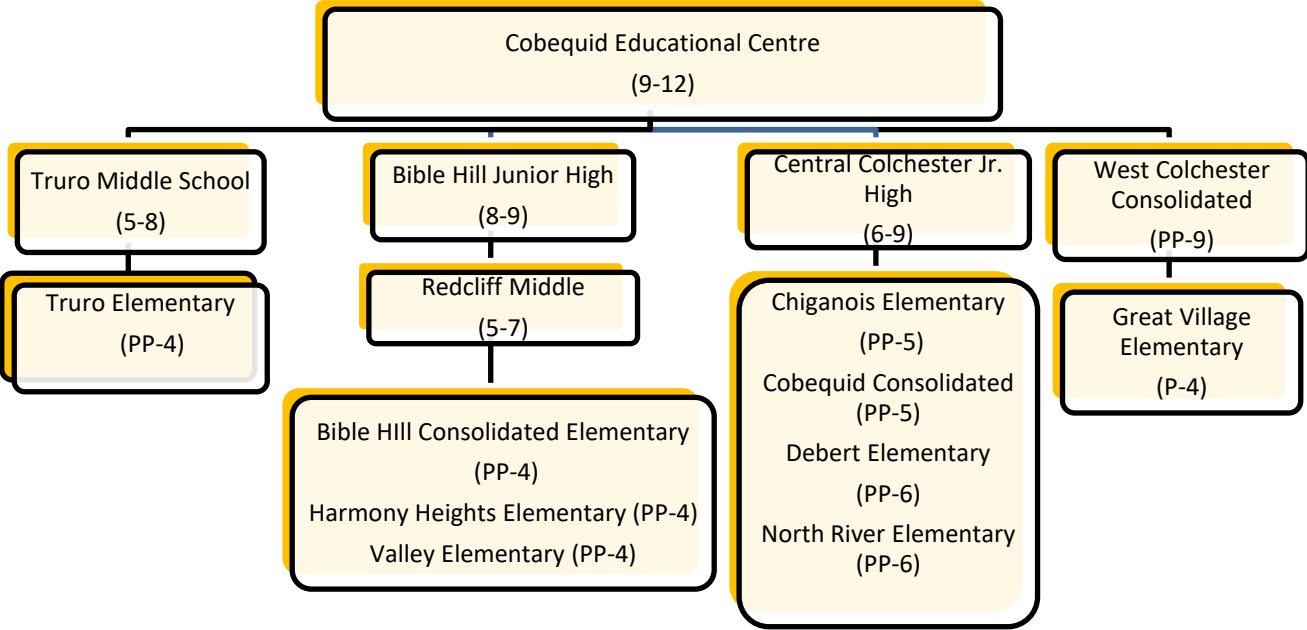 Cobequid Educational Centre
(9-12)
Truro Middle School
(5-8)
Bible Hill Junior High
(8-9)
Central Colchester Jr.
High
(6-9)
West Colchester
Consolidated
(PP-9)
Truro Elementary
(PP-4)
Redcliff Middle
(5-7)
Chiganois Elementary
(PP-5)
Cobequid Consolidated
(PP-5)
Debert Elementary
(PP-6)
North River Elementary
(PP-6)
Great Village
Elementary
(P-4)
Bible HIll Consolidated Elementary
(PP-4)
Harmony Heights Elementary (PP-4)
Valley Elementary (PP-4)